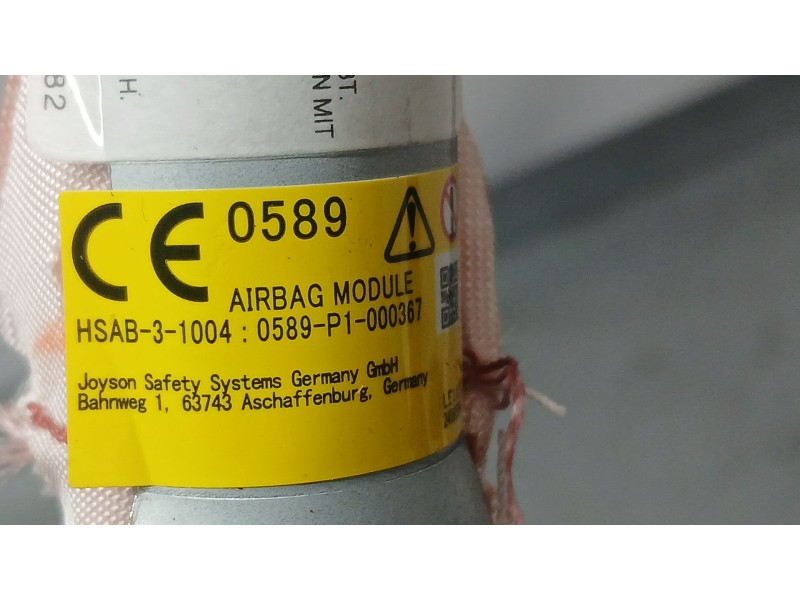 B2
H.
ST.
N MIT
CE 0589
AIRBAG MODULE
HSAB-3-1004 : 0589-P1-000367
Joyson Safety Systems Germany GmbH
Bahnweg 1, 63743 Aschaffenburg, Germany